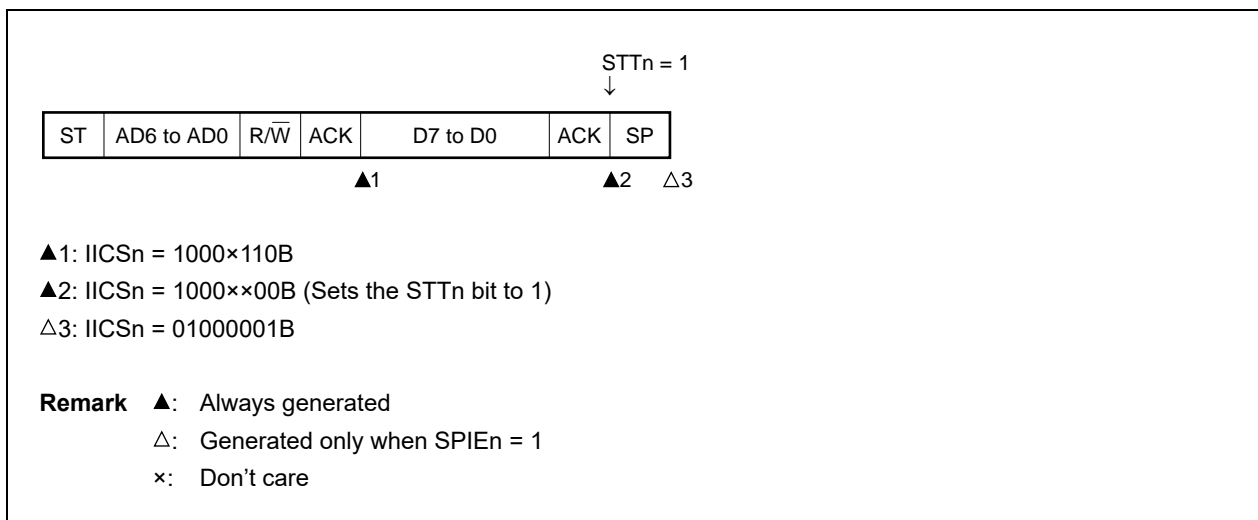 STTn = 1
↓
ST AD6 to AD0 R/W̅ ACK D7 to D0 ACK SP
▲1 ▲2 △3
▲1: IICSn = 1000×110B
▲2: IICSn = 1000××00B (Sets the STTn bit to 1)
△3: IICSn = 01000001B
Remark ▲: Always generated
△: Generated only when SPIEn = 1
×: Don’t care